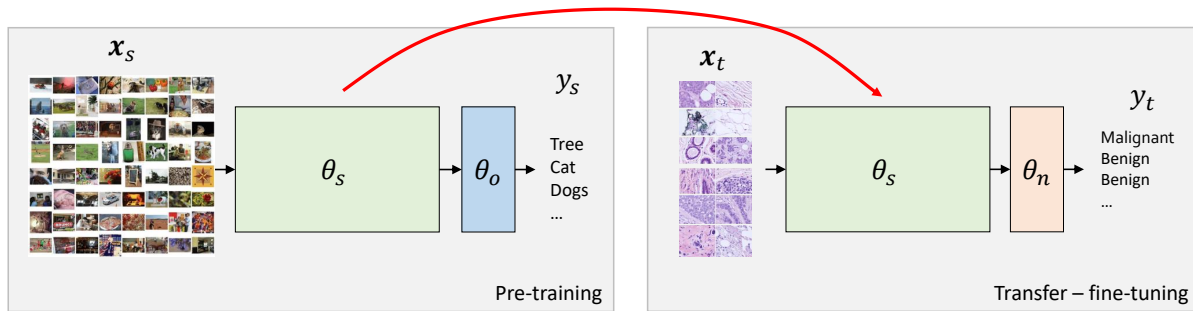 x_s
y_s
θ_s
θ_o
Tree
Cat
Dogs
...
Pre-training
x_t
y_t
θ_s
θ_n
Malignant
Benign
Benign
...
Transfer – fine-tuning